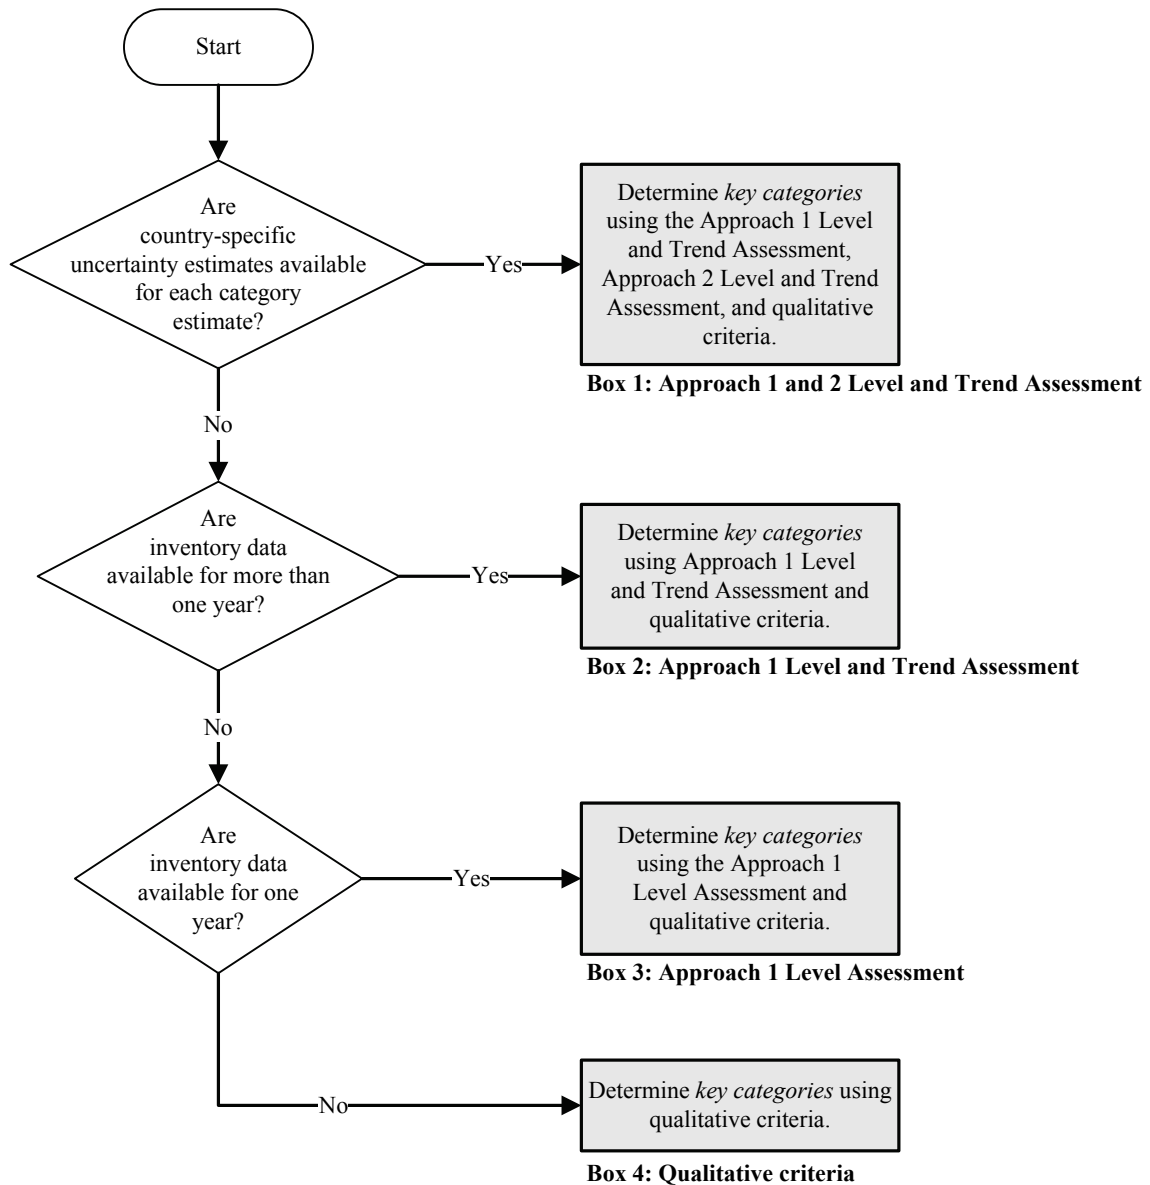 Start
Are
country-specific
uncertainty estimates available
for each category
estimate?
Yes
Determine key categories
using the Approach 1 Level
and Trend Assessment,
Approach 2 Level and Trend
Assessment, and qualitative
criteria.
Box 1: Approach 1 and 2 Level and Trend Assessment
No
Are
inventory data
available for more than
one year?
Yes
Determine key categories
using Approach 1 Level
and Trend Assessment and
qualitative criteria.
Box 2: Approach 1 Level and Trend Assessment
No
Are
inventory data
available for one
year?
Yes
Determine key categories
using the Approach 1
Level Assessment and
qualitative criteria.
Box 3: Approach 1 Level Assessment
No
Determine key categories using
qualitative criteria.
Box 4: Qualitative criteria